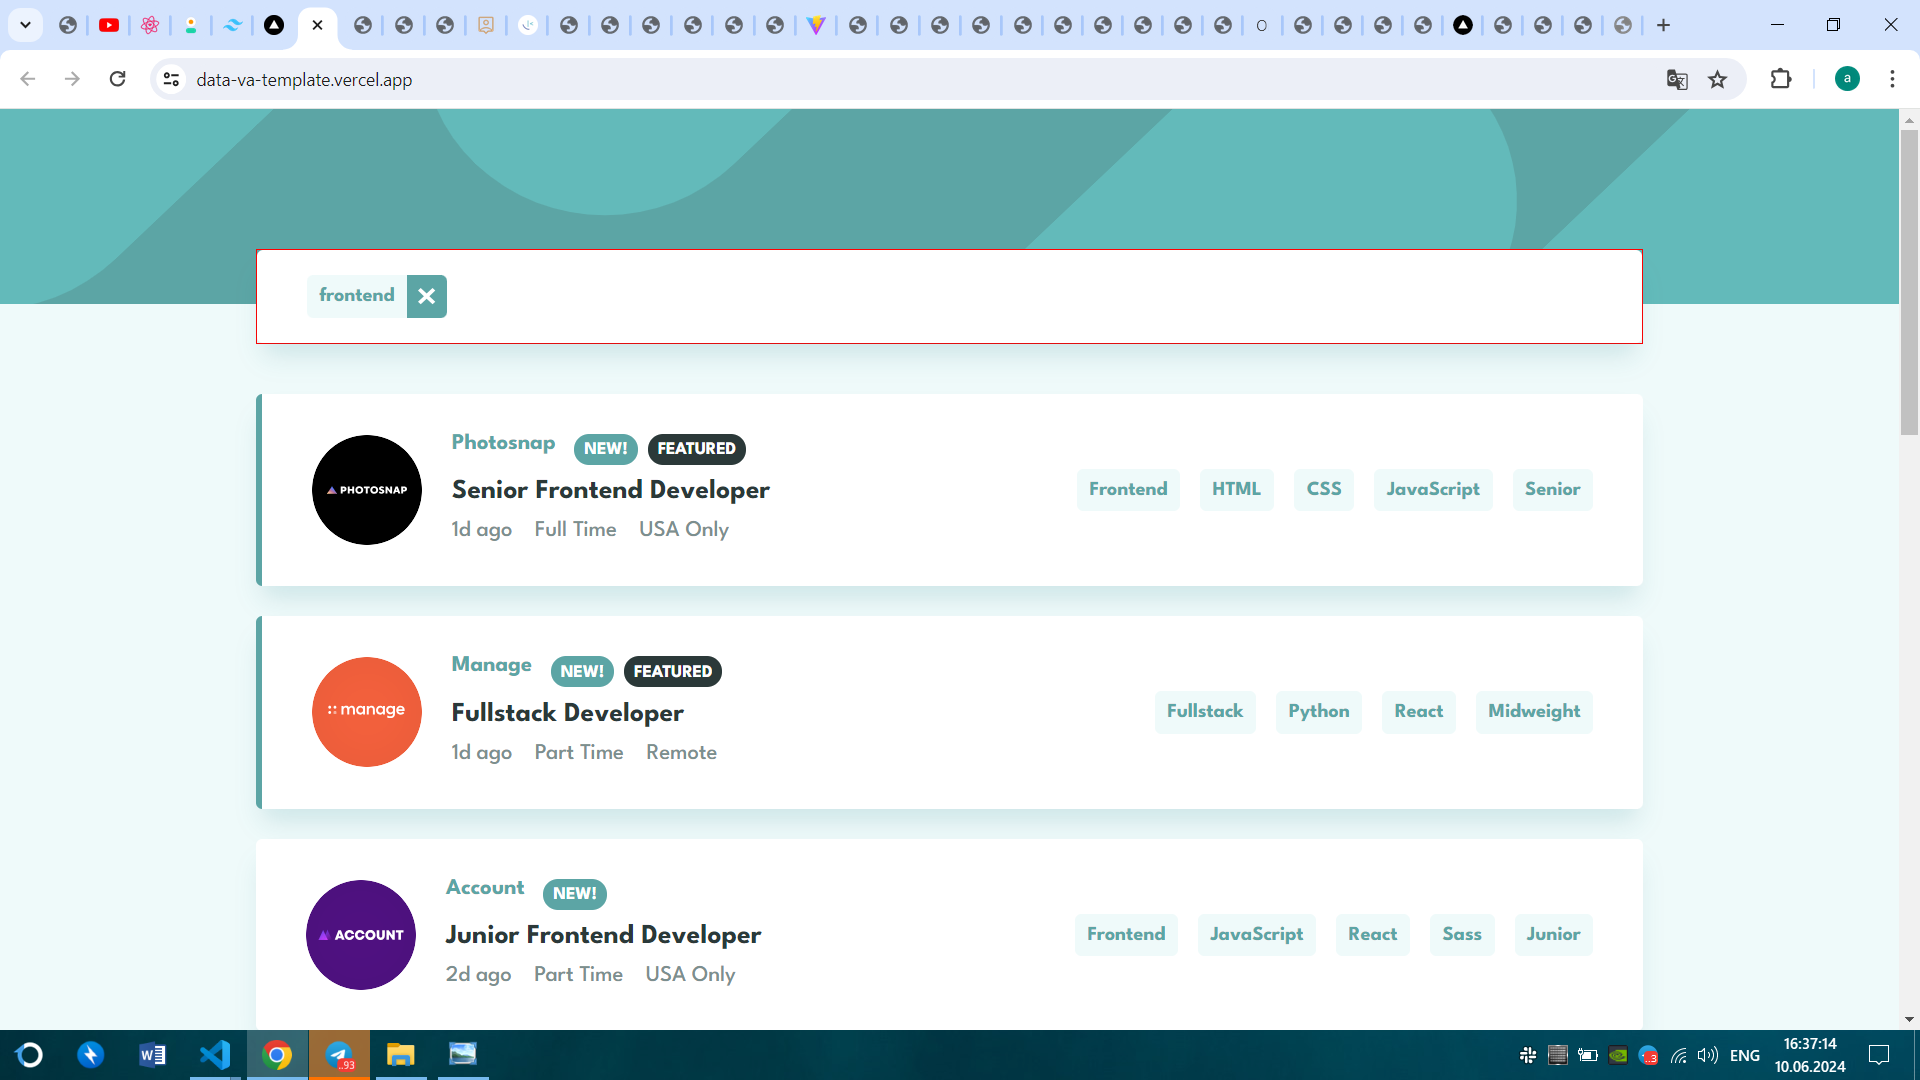 data-va-template.vercel.app
a
frontend
Photosnap NEW! FEATURED
PHOTOSNAP
Senior Frontend Developer
1d ago Full Time USA Only
Frontend HTML CSS JavaScript Senior
Manage NEW! FEATURED
manage
Fullstack Developer
1d ago Part Time Remote
Fullstack Python React Midweight
Account NEW!
ACCOUNT
Junior Frontend Developer
2d ago Part Time USA Only
Frontend JavaScript React Sass Junior
..93
..3
ENG
16:37:14
10.06.2024